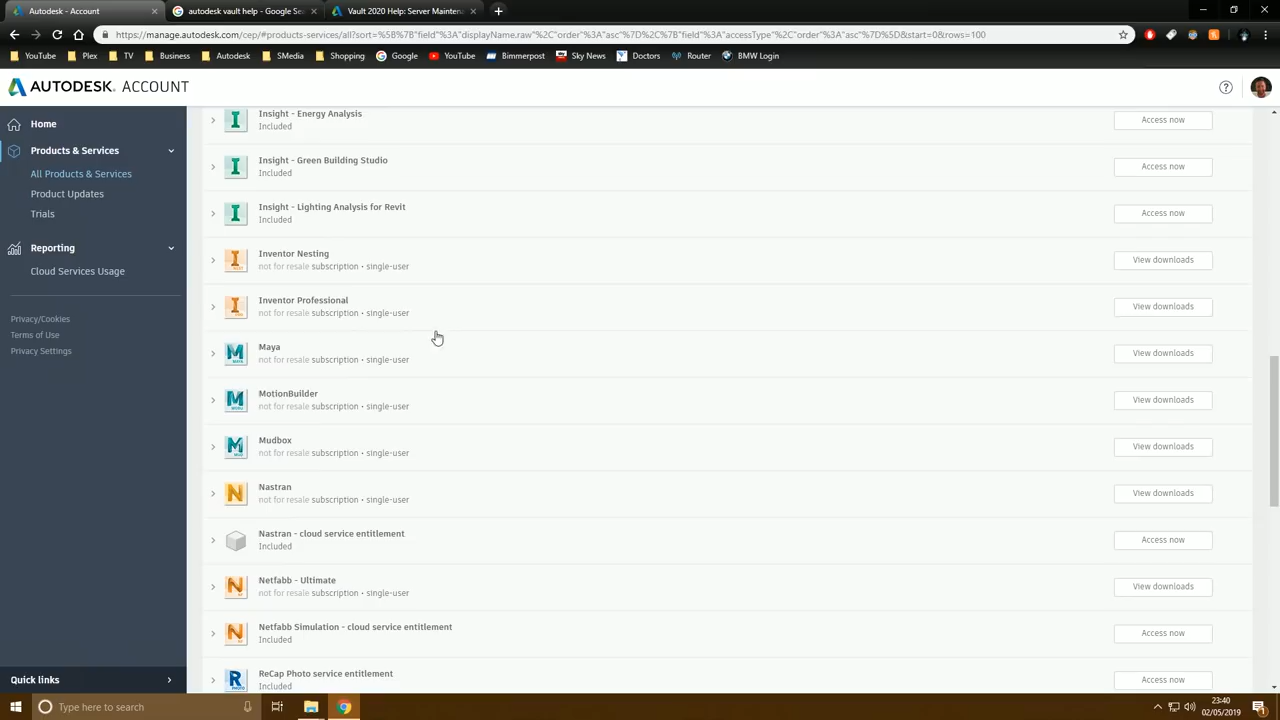 Autodesk - Account
autodesk vault help - Google Se
Vault 2020 Help: Server Maintena
https://manage.autodesk.com/cep/#products-services/all?sort=%5B%7B"field"%3A"displayName.raw"%2C"order"%3A"asc"%7D%2C%7B"field"%3A"accessType"%2C"order"%3A"asc"%7D%5D&start=0&rows=100
YouTube
Plex
TV
Business
Autodesk
SMedia
Shopping
Google
YouTube
Bimmerpost
Sky News
Doctors
Router
BMW Login
AUTODESK® ACCOUNT
Home
Products & Services
All Products & Services
Product Updates
Trials
Reporting
Cloud Services Usage
Privacy/Cookies
Terms of Use
Privacy Settings
Quick links
Insight - Energy Analysis
Included
Access now
Insight - Green Building Studio
Included
Access now
Insight - Lighting Analysis for Revit
Included
Access now
Inventor Nesting
not for resale subscription • single-user
View downloads
Inventor Professional
not for resale subscription • single-user
View downloads
Maya
not for resale subscription • single-user
View downloads
MotionBuilder
not for resale subscription • single-user
View downloads
Mudbox
not for resale subscription • single-user
View downloads
Nastran
not for resale subscription • single-user
View downloads
Nastran - cloud service entitlement
Included
Access now
Netfabb - Ultimate
not for resale subscription • single-user
View downloads
Netfabb Simulation - cloud service entitlement
Included
Access now
ReCap Photo service entitlement
Included
Access now
Type here to search
23:40
02/05/2019